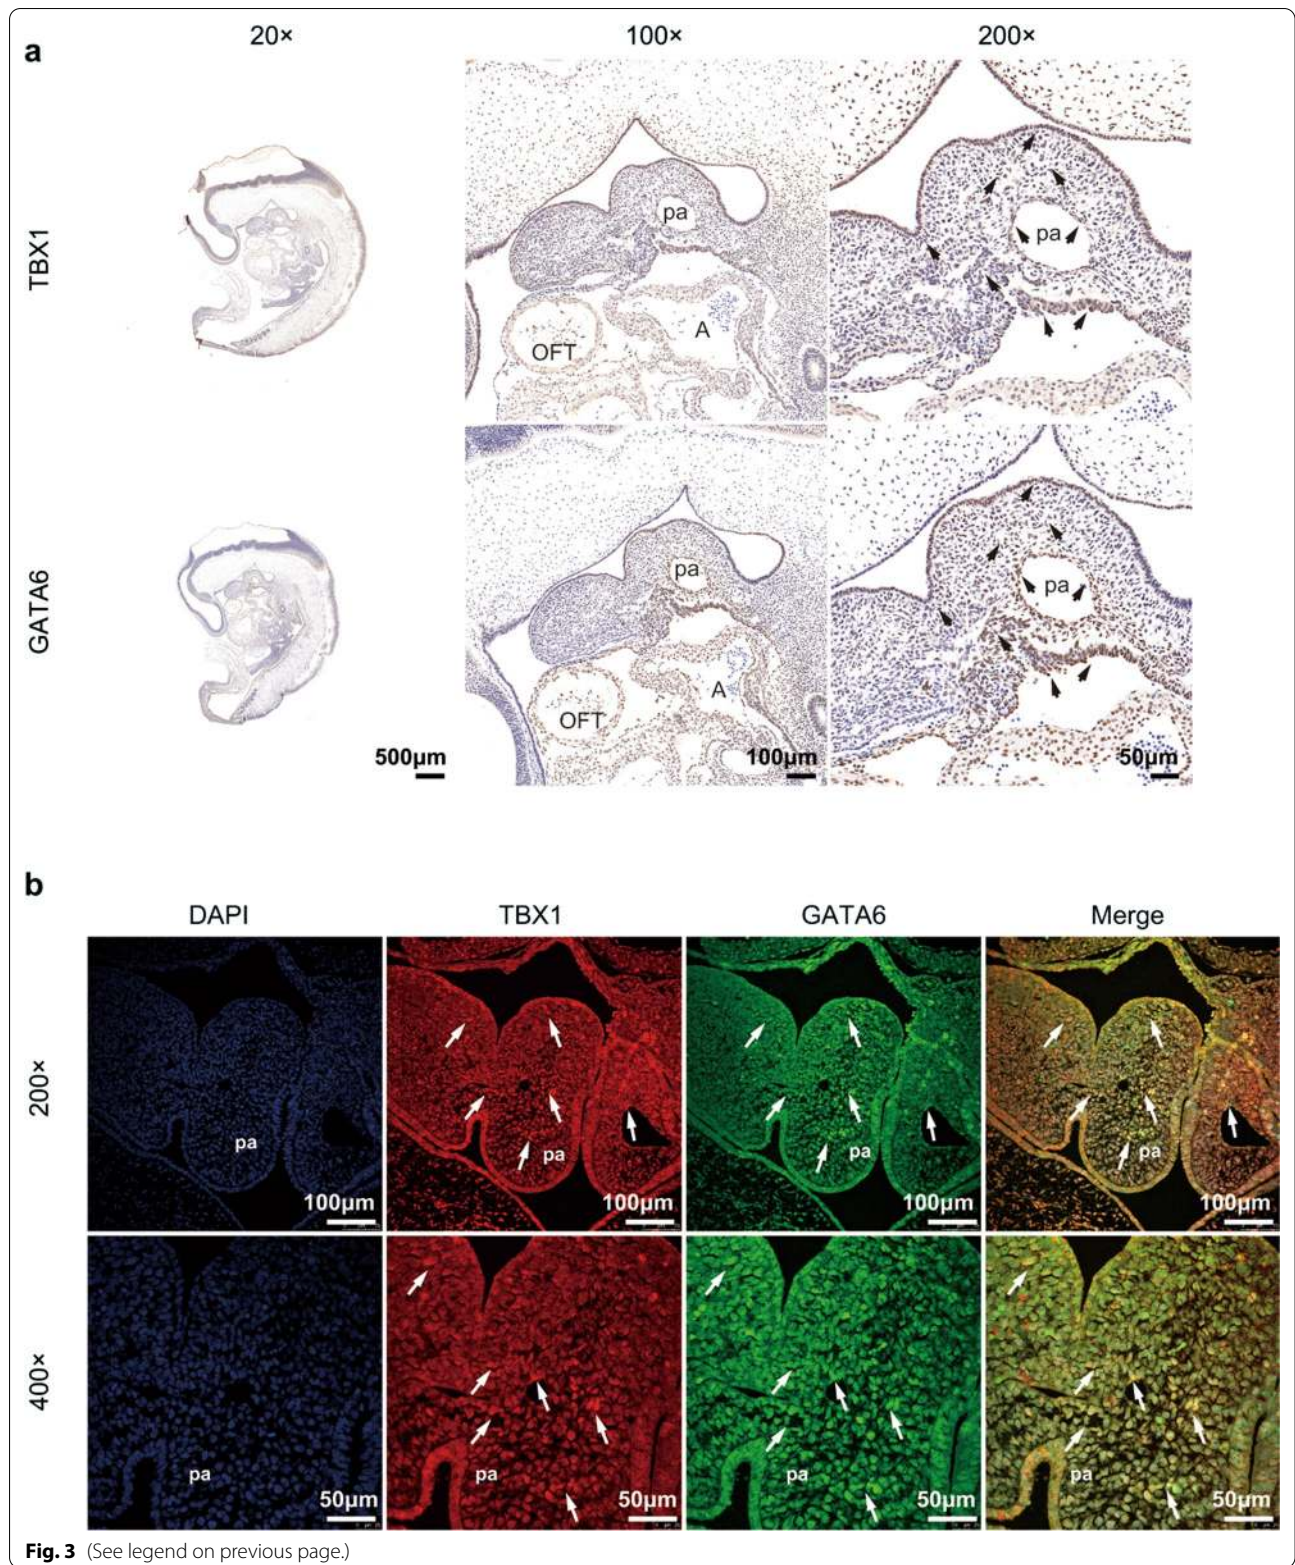 a
20× 100× 200×
TBX1
pa
OFT
A
pa
GATA6
pa
OFT
A
pa
500μm
100μm
50μm
b
DAPI TBX1 GATA6 Merge
200×
pa
100μm
pa
100μm
pa
100μm
pa
100μm
400×
pa
50μm
pa
50μm
pa
50μm
pa
50μm
Fig. 3 (See legend on previous page.)